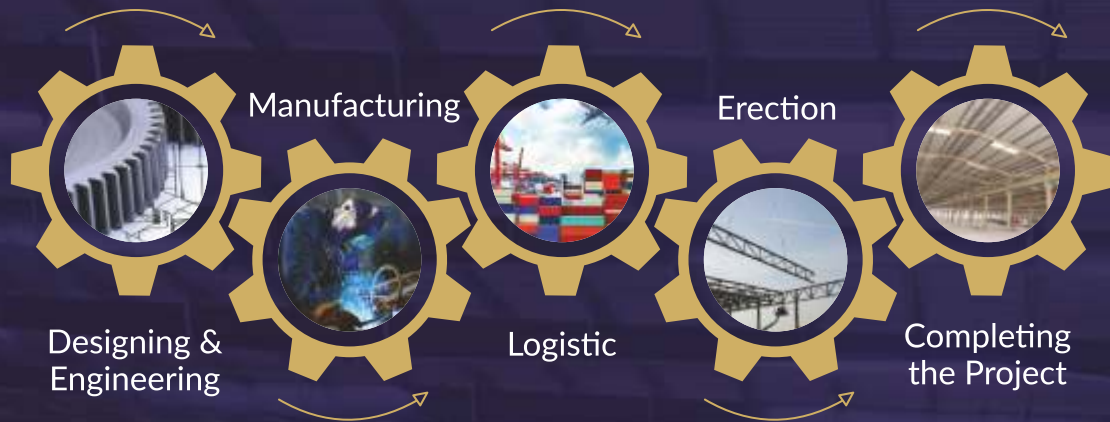 Designing &
Engineering
Manufacturing
Logistic
Erection
Completing
the Project